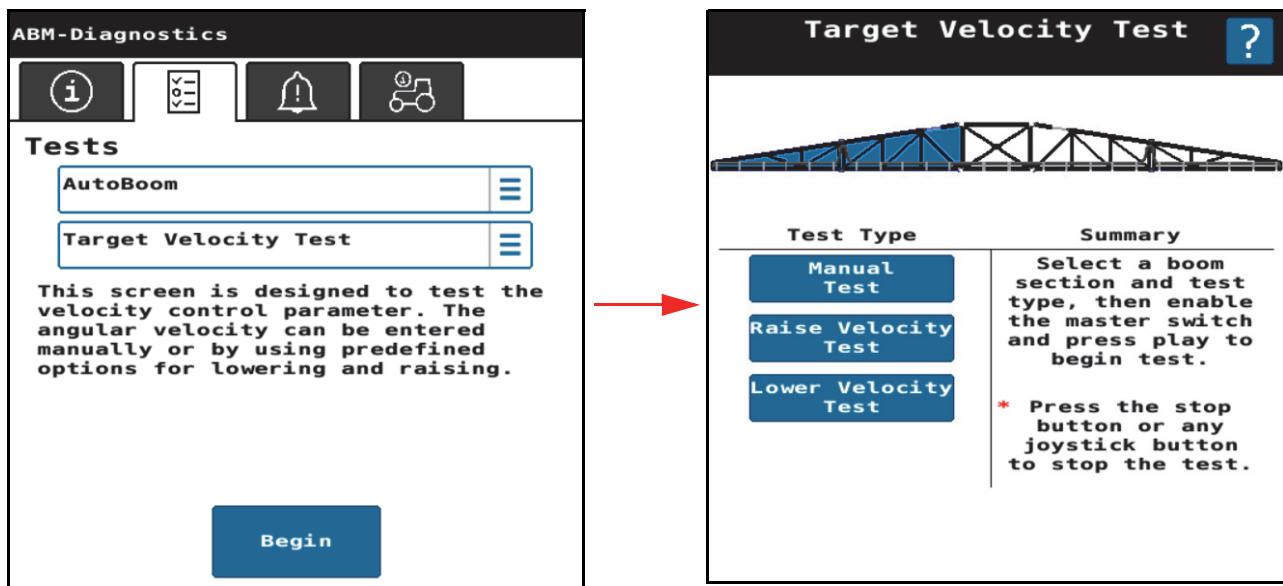 ABM-Diagnostics
Tests
AutoBoom
Target Velocity Test
This screen is designed to test the
velocity control parameter. The
angular velocity can be entered
manually or by using predefined
options for lowering and raising.
Begin
Target Velocity Test
?
Test Type
Manual
Test
Raise Velocity
Test
Lower Velocity
Test
Summary
Select a boom
section and test
type, then enable
the master switch
and press play to
begin test.
* Press the stop
button or any
joystick button
to stop the test.